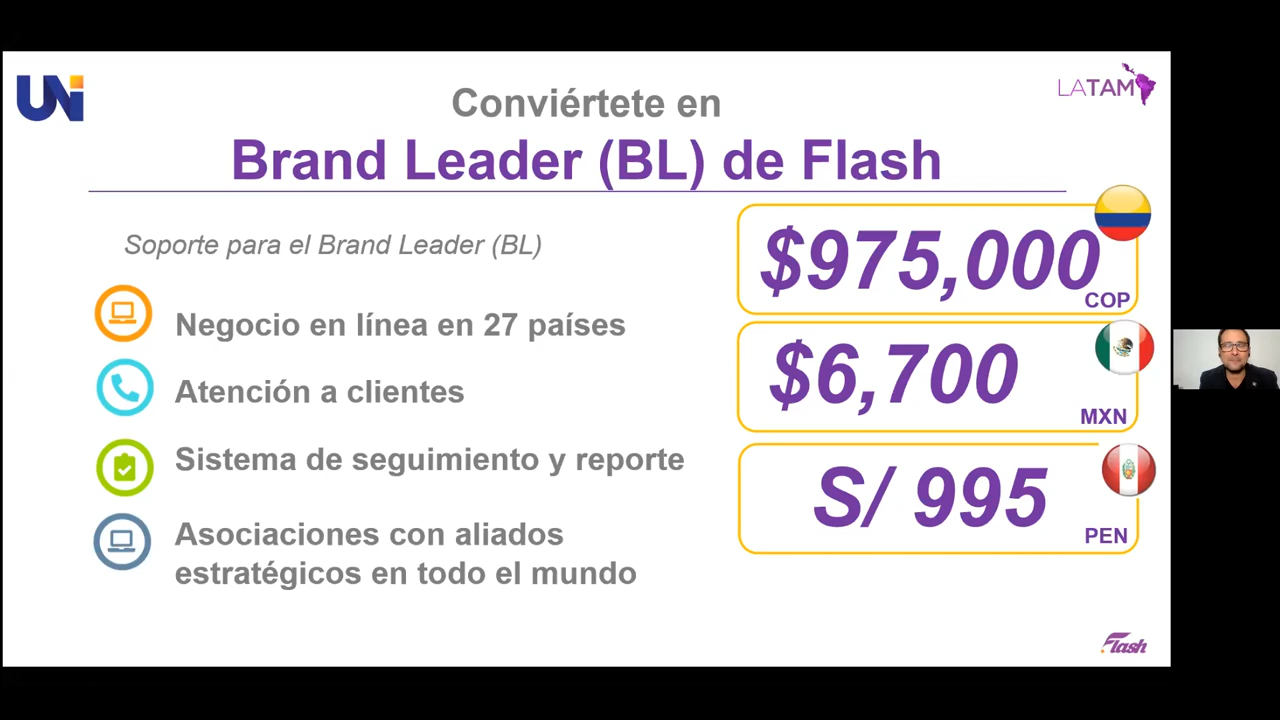 UNi
LATAM
Conviértete en
Brand Leader (BL) de Flash
Soporte para el Brand Leader (BL)
Negocio en línea en 27 países
Atención a clientes
Sistema de seguimiento y reporte
Asociaciones con aliados
estratégicos en todo el mundo
$975,000
COP
$6,700
MXN
S/ 995
PEN
Flash